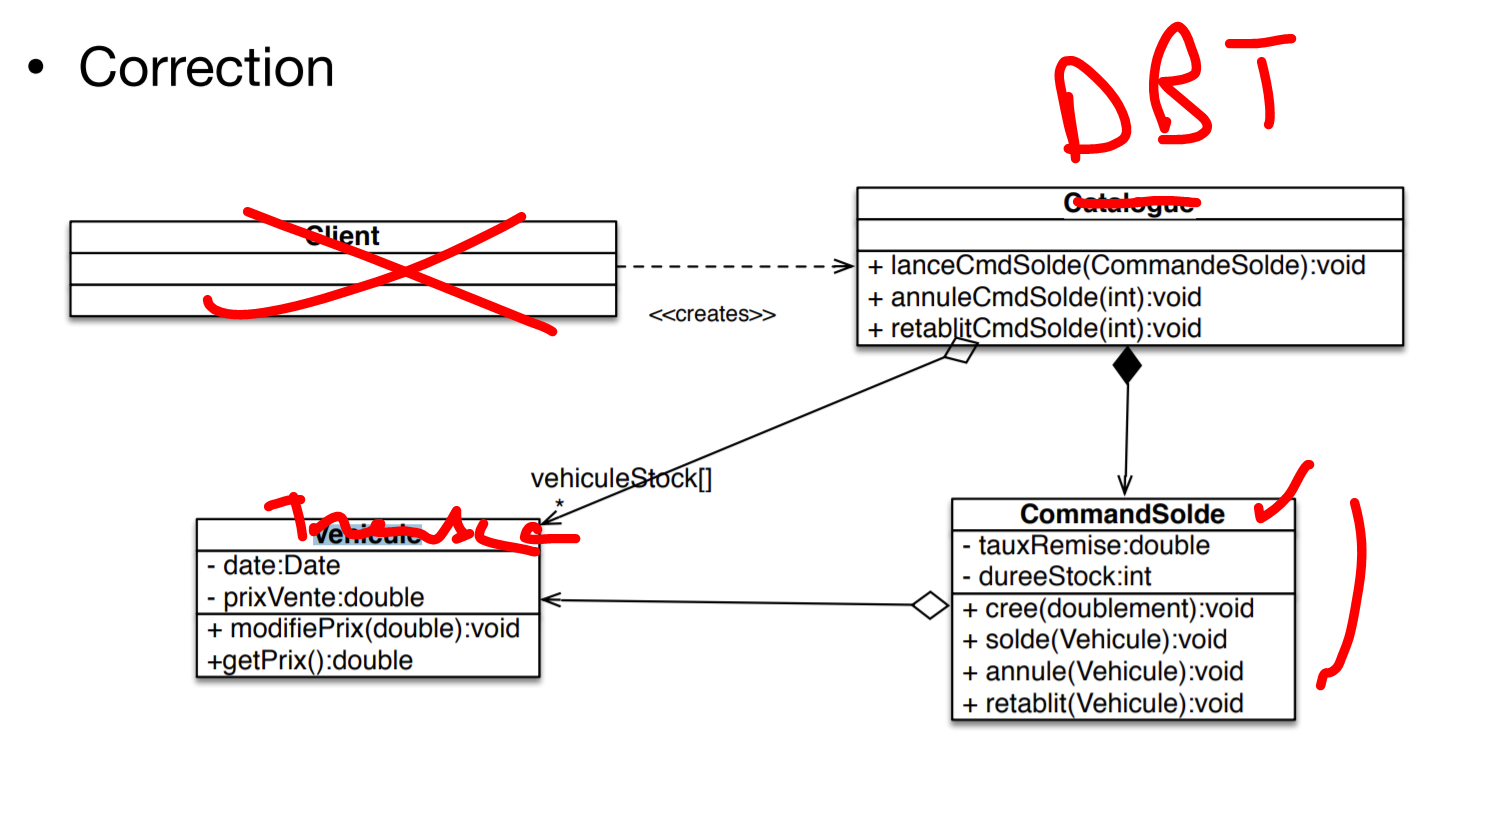 • Correction
DBT
Client
Catalogue
+ lanceCmdSolde(CommandeSolde):void
+ annuleCmdSolde(int):void
+ retablitCmdSolde(int):void
<<creates>>
vehiculeStock[]
*
Vehicule
- date:Date
- prixVente:double
+ modifiePrix(double):void
+getPrix():double
CommandSolde
- tauxRemise:double
- dureeStock:int
+ cree(doublement):void
+ solde(Vehicule):void
+ annule(Vehicule):void
+ retablit(Vehicule):void